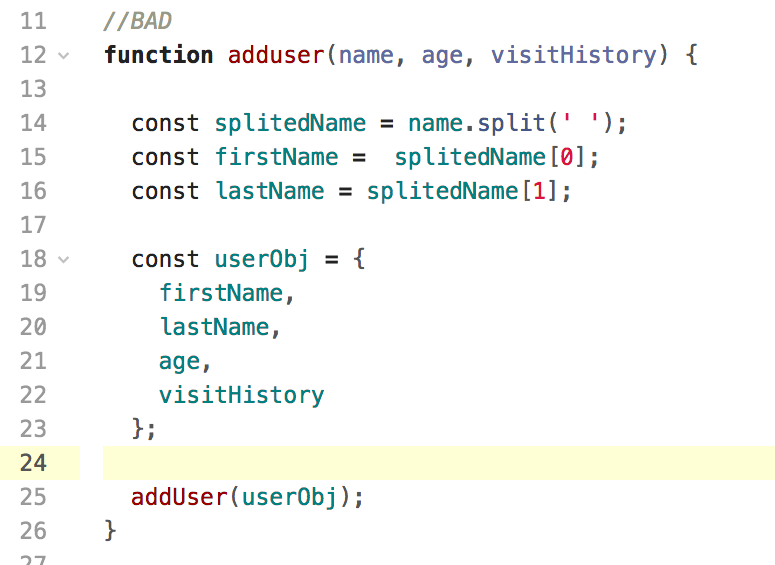 11 //BAD
12 function adduser(name, age, visitHistory) {
13
14 const splitedName = name.split(' ');
15 const firstName =  splitedName[0];
16 const lastName = splitedName[1];
17
18 const userObj = {
19 firstName,
20 lastName,
21 age,
22 visitHistory
23 };
24
25 addUser(userObj);
26 }
27